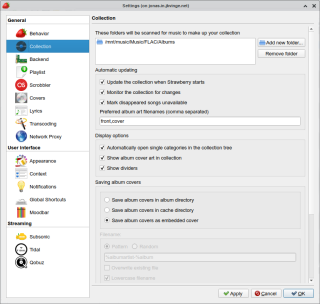 Settings (on jonas.in.jkvinge.net)
General
Behavior
Collection
Backend
Playlist
Scrobbler
Covers
Lyrics
Transcoding
Network Proxy
User Interface
Appearance
Context
Notifications
Global Shortcuts
Moodbar
Streaming
Subsonic
Tidal
Qobuz
Collection
These folders will be scanned for music to make up your collection
/mnt/music/Music/FLAC/Albums
Add new folder...
Remove folder
Automatic updating
Update the collection when Strawberry starts
Monitor the collection for changes
Mark disappeared songs unavailable
Preferred album art filenames (comma separated)
front,cover
Display options
Automatically open single categories in the collection tree
Show album cover art in collection
Show dividers
Saving album covers
Save album covers in album directory
Save album covers in cache directory
Save album covers as embedded cover
Filename:
Pattern
Random
%albumartist-%album
Overwrite existing file
Lowercase filename
Apply
Cancel
OK